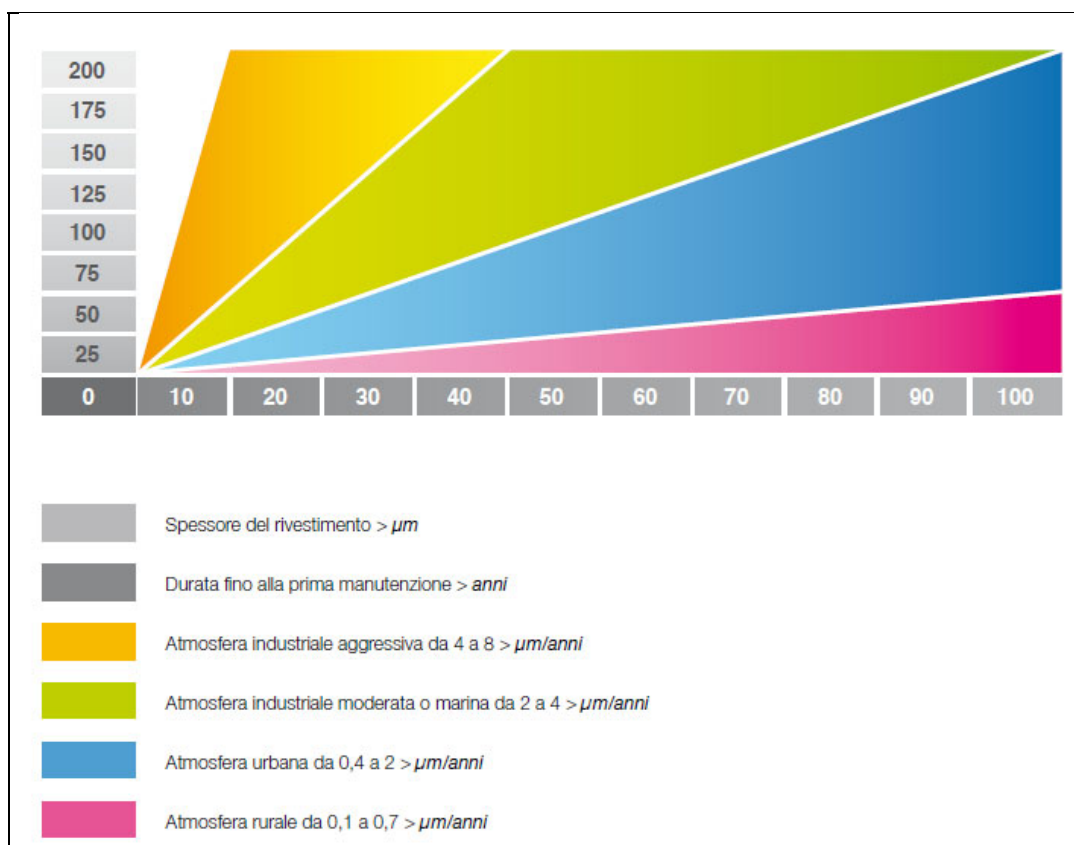 200
175
150
125
100
75
50
25
0 10 20 30 40 50 60 70 80 90 100
Spessore del rivestimento > µm
Durata fino alla prima manutenzione > anni
Atmosfera industriale aggressiva da 4 a 8 > µm/anni
Atmosfera industriale moderata o marina da 2 a 4 > µm/anni
Atmosfera urbana da 0,4 a 2 > µm/anni
Atmosfera rurale da 0,1 a 0,7 > µm/anni